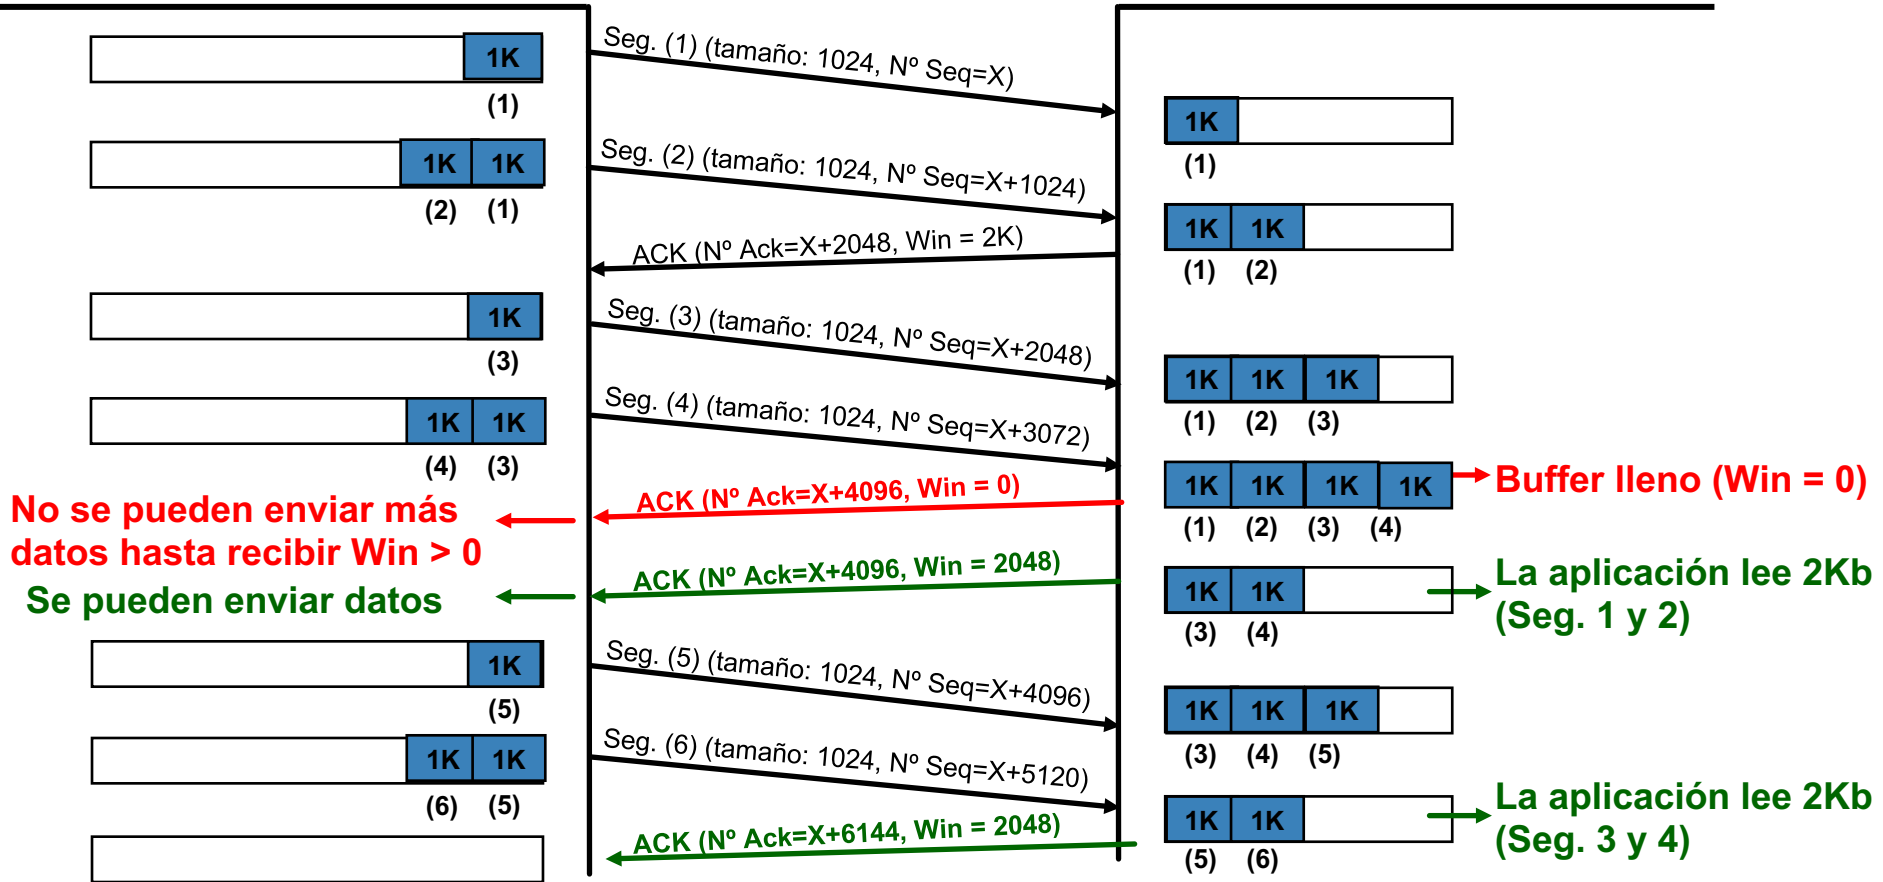 1K
(1)
Seg. (1) (tamaño: 1024, Nº Seq=X)
1K
(1)
1K 1K
(2) (1)
Seg. (2) (tamaño: 1024, Nº Seq=X+1024)
1K 1K
(1) (2)
ACK (Nº Ack=X+2048, Win = 2K)
1K
(3)
Seg. (3) (tamaño: 1024, Nº Seq=X+2048)
1K 1K 1K
(1) (2) (3)
1K 1K
(4) (3)
Seg. (4) (tamaño: 1024, Nº Seq=X+3072)
1K 1K 1K 1K
(1) (2) (3) (4)
Buffer lleno (Win = 0)
ACK (Nº Ack=X+4096, Win = 0)
No se pueden enviar más
datos hasta recibir Win > 0
ACK (Nº Ack=X+4096, Win = 2048)
Se pueden enviar datos
1K 1K
(3) (4)
La aplicación lee 2Kb
(Seg. 1 y 2)
1K
(5)
Seg. (5) (tamaño: 1024, Nº Seq=X+4096)
1K 1K 1K
(3) (4) (5)
1K 1K
(6) (5)
Seg. (6) (tamaño: 1024, Nº Seq=X+5120)
1K 1K
(5) (6)
La aplicación lee 2Kb
(Seg. 3 y 4)
ACK (Nº Ack=X+6144, Win = 2048)